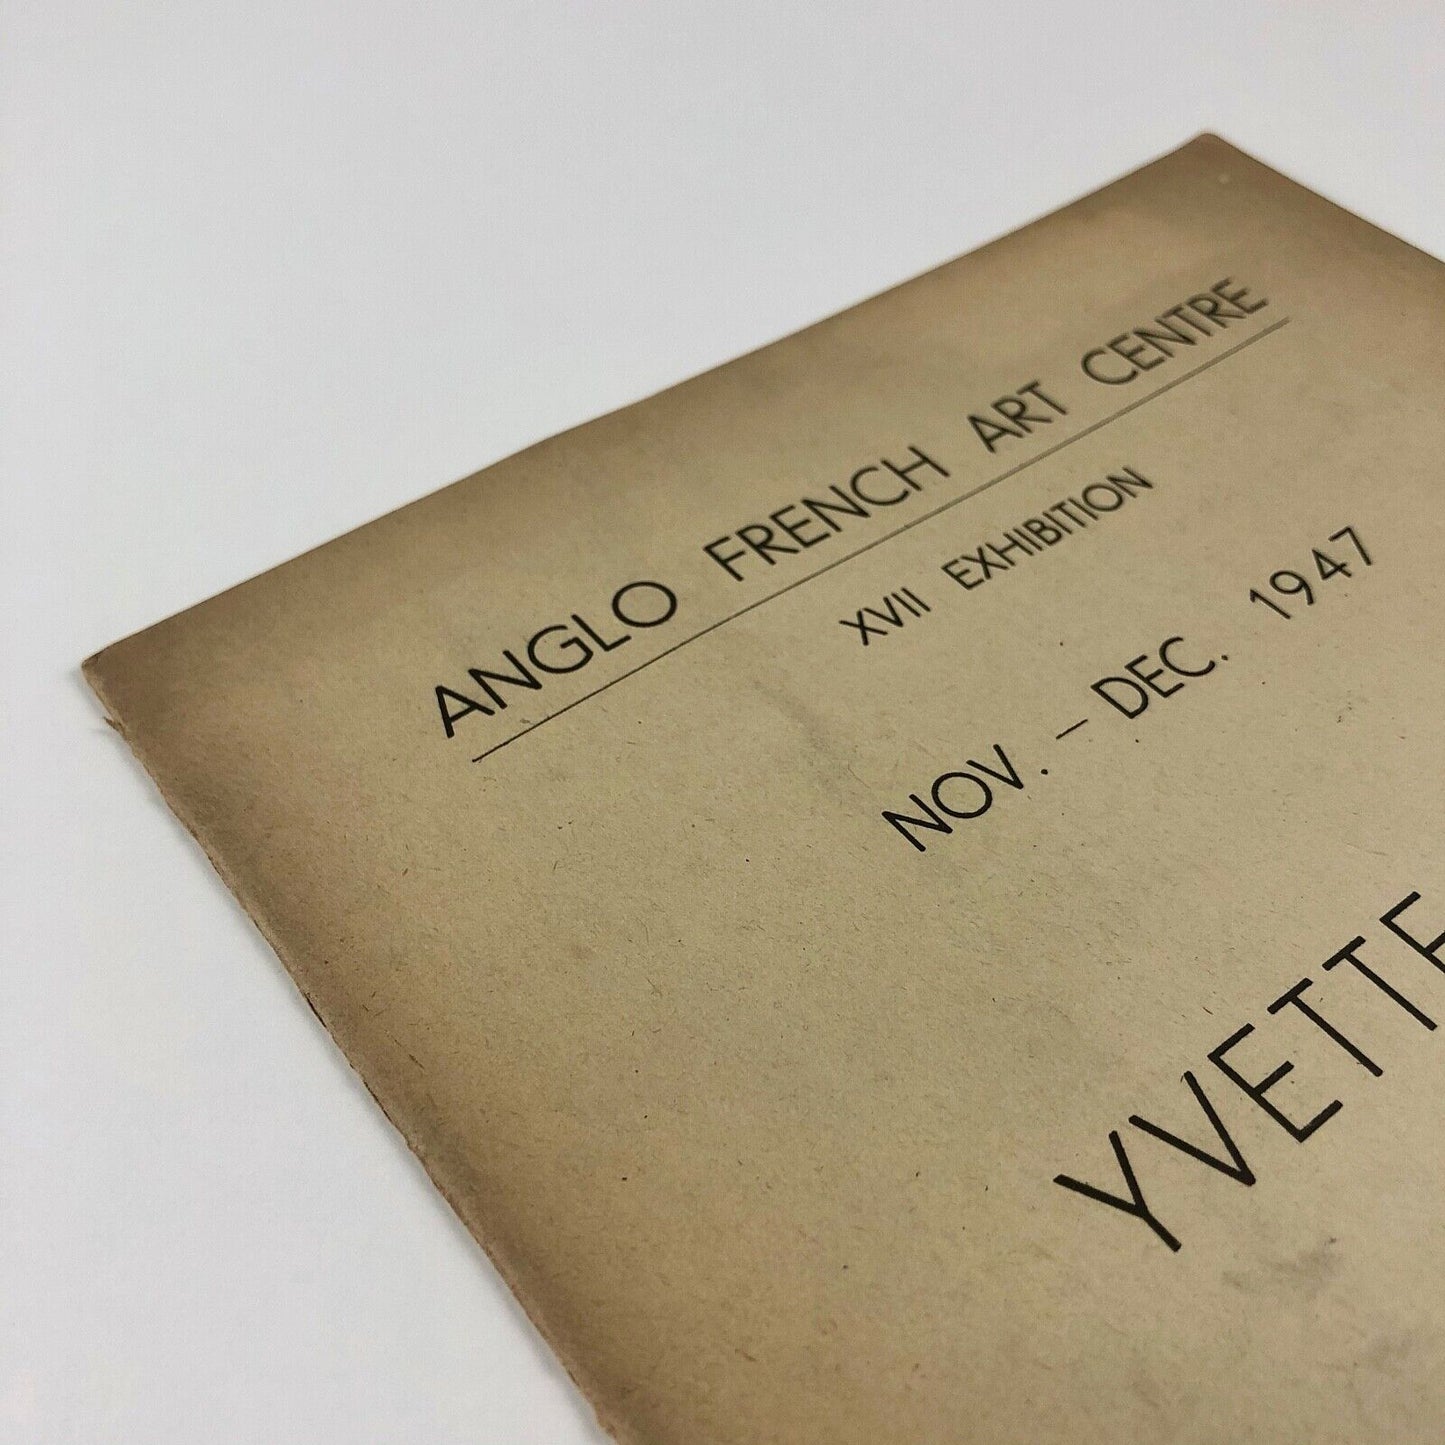 ANGLO FRENCH ART CENTRE
XVII EXHIBITION
NOV. – DEC. 1947
YVETTE